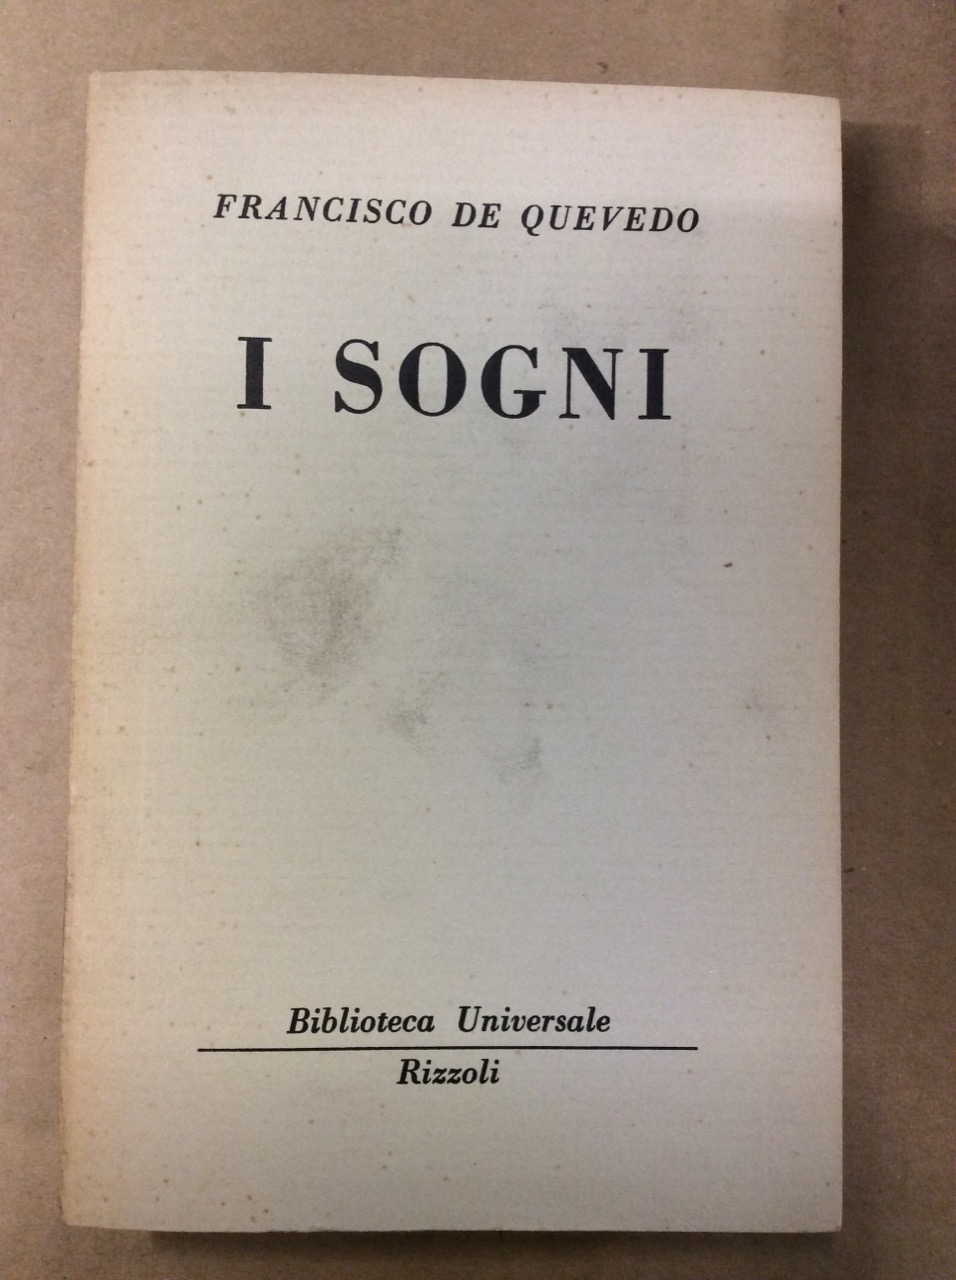 FRANCISCO DE QUEVEDO
I SOGNI
Biblioteca Universale
Rizzoli